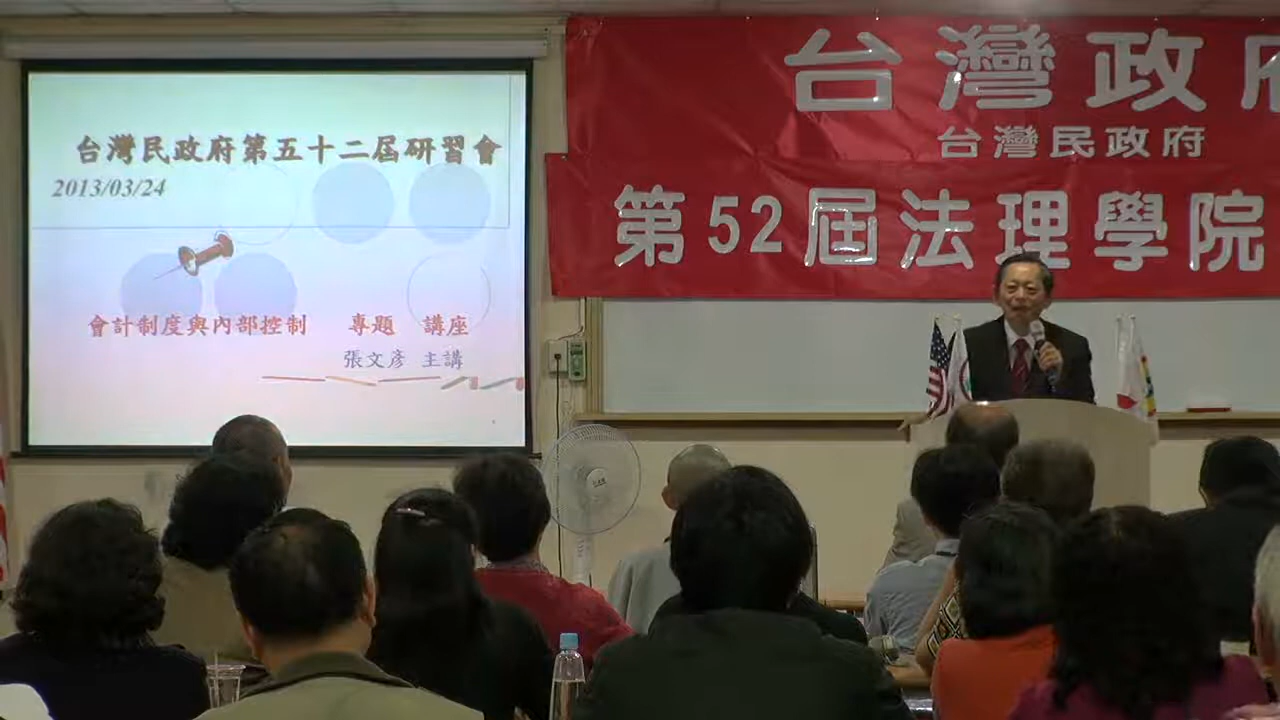 台灣民政府第五十二屆研習會
2013/03/24
會計制度與內部控制 專題 講座
張文彥 主講
台灣政府
台灣民政府
第52屆法理學院